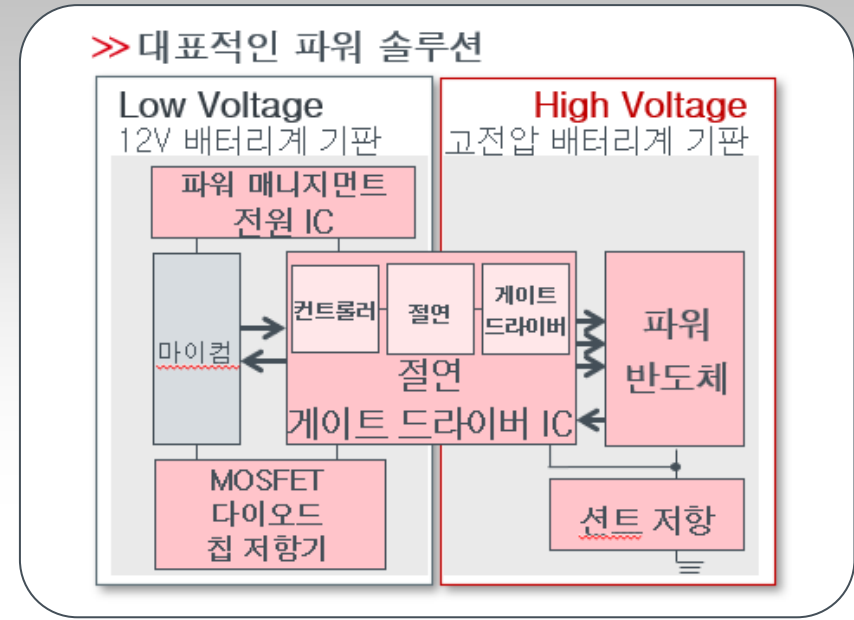 >> 대표적인 파워 솔루션
Low Voltage
12V 배터리계 기판
High Voltage
고전압 배터리계 기판
파워 매니지먼트
전원 IC
마이컴
컨트롤러
절연
게이트
드라이버
절연
게이트 드라이버 IC
파워
반도체
MOSFET
다이오드
칩 저항기
션트 저항